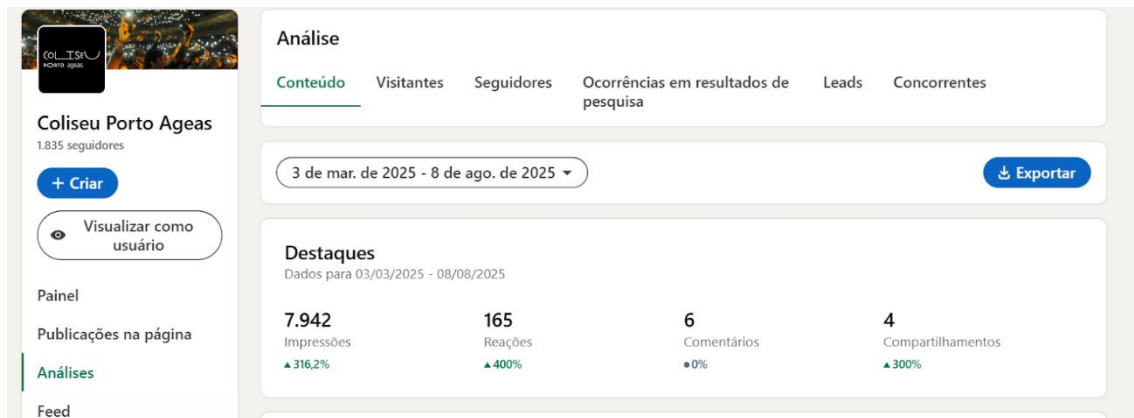 COLISEU
PORTO ageas
Coliseu Porto Ageas
1.835 seguidores
+ Criar
Visualizar como
usuário
Painel
Publicações na página
Análises
Feed
Análise
Conteúdo Visitantes Seguidores Ocorrências em resultados de Leads Concorrentes
pesquisa
3 de mar. de 2025 - 8 de ago. de 2025
Exportar
Destaques
Dados para 03/03/2025 - 08/08/2025
7.942 165 6 4
Impressões Reações Comentários Compartilhamentos
▲316,2% ▲400% •0% ▲300%